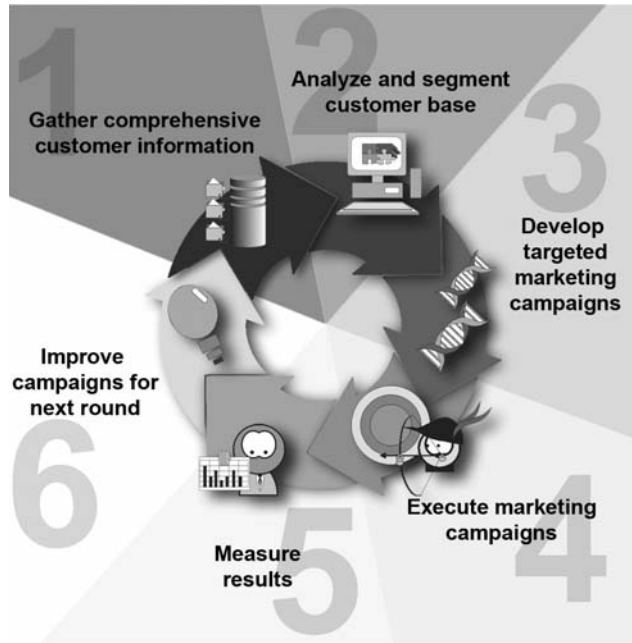 1
Gather comprehensive
customer information
2
Analyze and segment
customer base
3
Develop
targeted
marketing
campaigns
4
Execute marketing
campaigns
5
Measure
results
6
Improve
campaigns for
next round